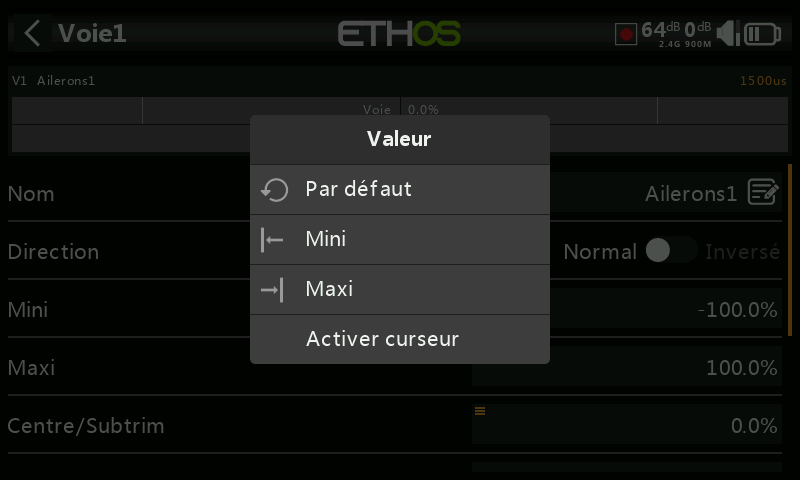 Voie1
ETHOS
64dB 0dB
2.4G 900M
V1 Ailerons1
1500us
Voie 0.0%
Valeur
Par défaut
Mini
Maxi
Activer curseur
Nom
Ailerons1
Direction
Normal
Inversé
Mini
-100.0%
Maxi
100.0%
Centre/Subtrim
0.0%